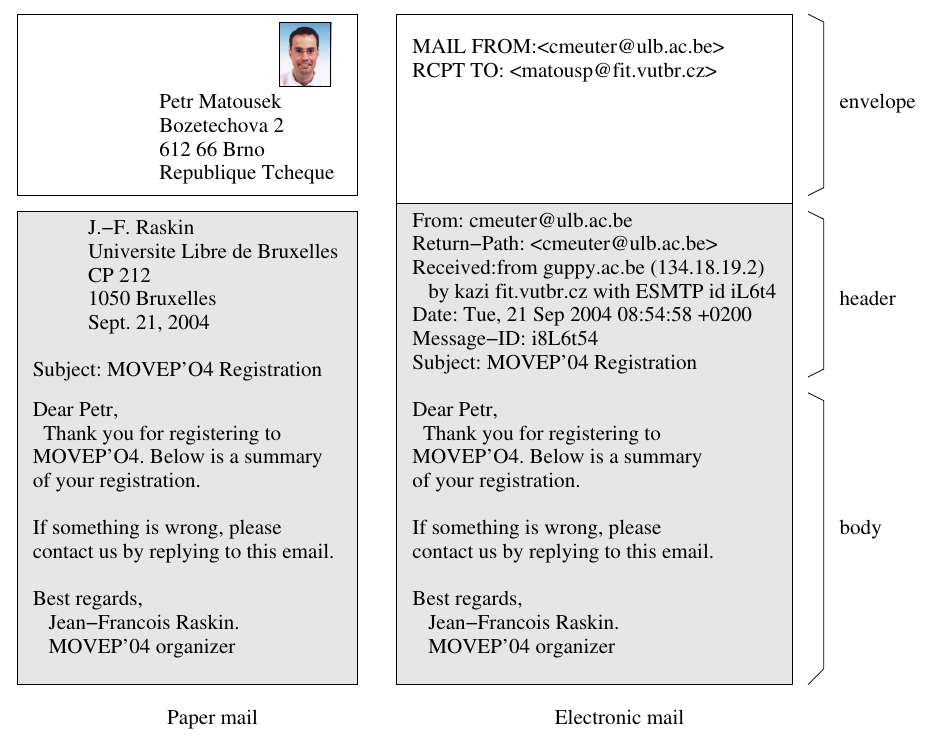 Petr Matousek
Bozetechova 2
612 66 Brno
Republique Tcheque
J.−F. Raskin
Universite Libre de Bruxelles
CP 212
1050 Bruxelles
Sept. 21, 2004
Subject: MOVEP'O4 Registration
Dear Petr,
Thank you for registering to
MOVEP'O4. Below is a summary
of your registration.
If something is wrong, please
contact us by replying to this email.
Best regards,
Jean−Francois Raskin.
MOVEP'04 organizer
Paper mail
MAIL FROM:<cmeuter@ulb.ac.be>
RCPT TO: <matousp@fit.vutbr.cz>
From: cmeuter@ulb.ac.be
Return−Path: <cmeuter@ulb.ac.be>
Received:from guppy.ac.be (134.18.19.2)
by kazi fit.vutbr.cz with ESMTP id iL6t4
Date: Tue, 21 Sep 2004 08:54:58 +0200
Message−ID: i8L6t54
Subject: MOVEP'04 Registration
Dear Petr,
Thank you for registering to
MOVEP'O4. Below is a summary
of your registration.
If something is wrong, please
contact us by replying to this email.
Best regards,
Jean−Francois Raskin.
MOVEP'04 organizer
Electronic mail
envelope
header
body